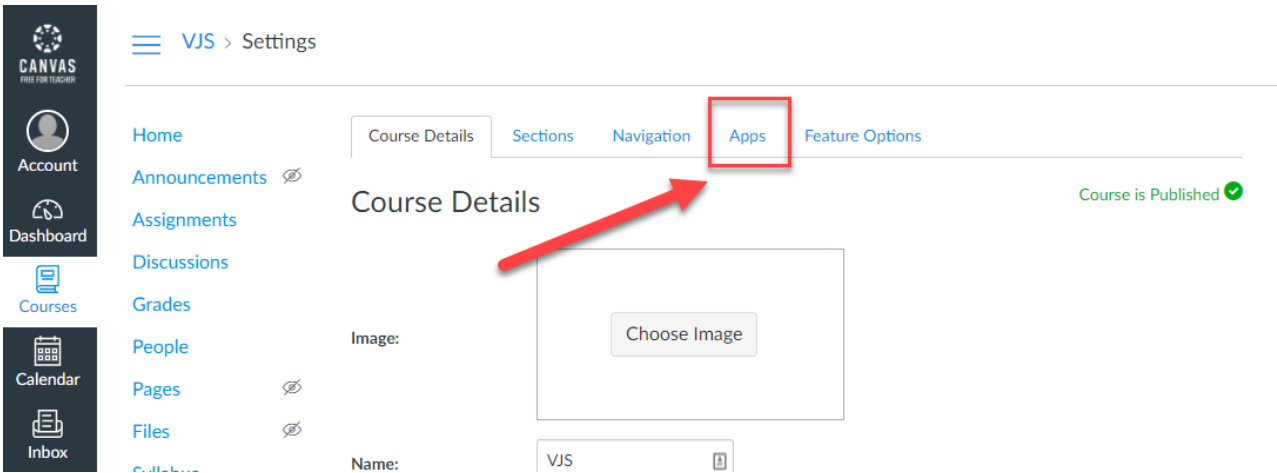 CANVAS
FREE FOR TEACHER
Account
Dashboard
Courses
Calendar
Inbox
VJS > Settings
Home
Announcements
Assignments
Discussions
Grades
People
Pages
Files
Syllabus
Course Details Sections Navigation Apps Feature Options
Course Details
Course is Published
Image:
Choose Image
Name:
VJS